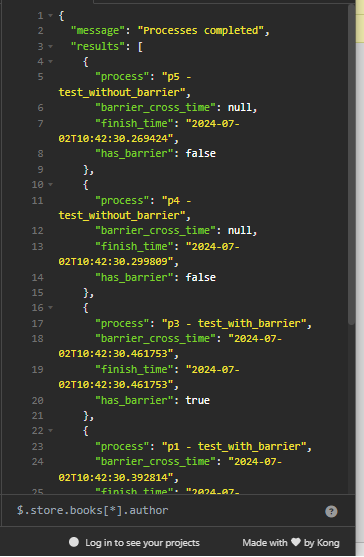 1 {
2 "message": "Processes completed",
3 "results": [
4 {
5 "process": "p5 -
test_without_barrier",
6 "barrier_cross_time": null,
7 "finish_time": "2024-07-
02T10:42:30.269424",
8 "has_barrier": false
9 },
10 {
11 "process": "p4 -
test_without_barrier",
12 "barrier_cross_time": null,
13 "finish_time": "2024-07-
02T10:42:30.299809",
14 "has_barrier": false
15 },
16 {
17 "process": "p3 - test_with_barrier",
18 "barrier_cross_time": "2024-07-
02T10:42:30.461753",
19 "finish_time": "2024-07-
02T10:42:30.461753",
20 "has_barrier": true
21 },
22 {
23 "process": "p1 - test_with_barrier",
24 "barrier_cross_time": "2024-07-
02T10:42:30.392814",
25 "finish_time": "2024-07-
$.store.books[*].author
Log in to see your projects
Made with ♥ by Kong